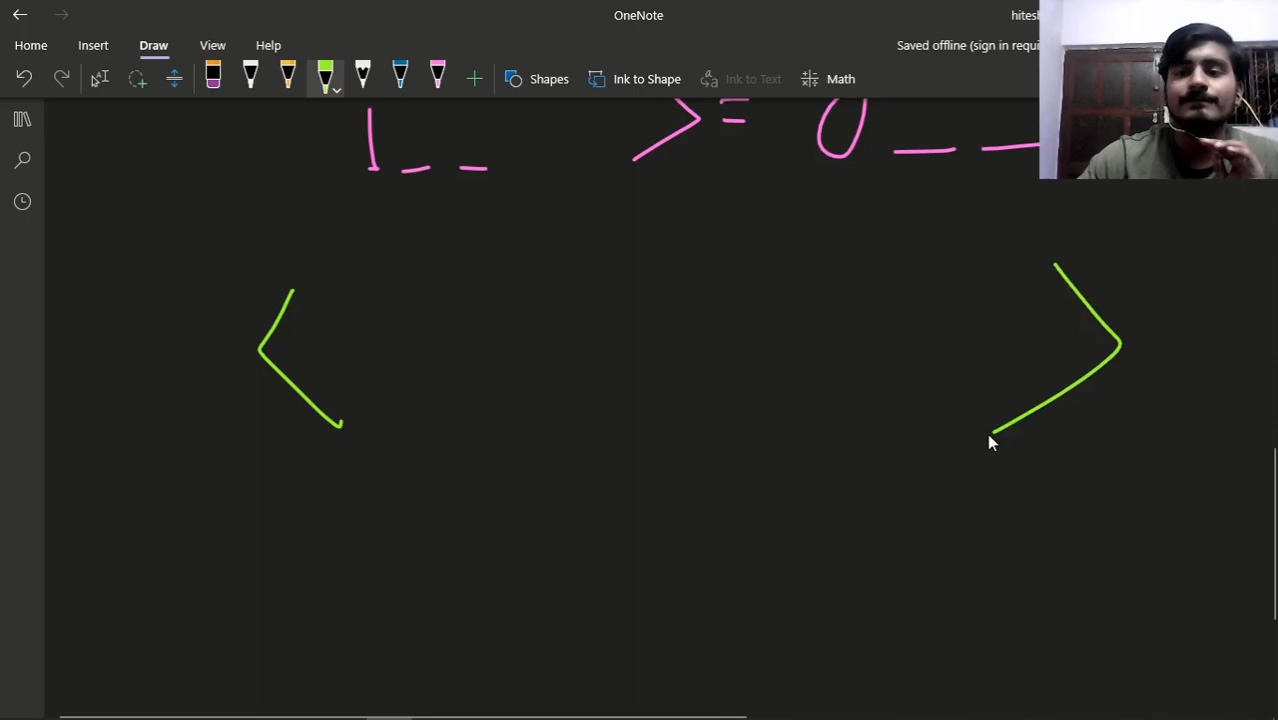 OneNote
hitesh
Home Insert Draw View Help
Saved offline (sign in requi
Shapes Ink to Shape Ink to Text Math
1 _ _ > = 0 _ _
< >